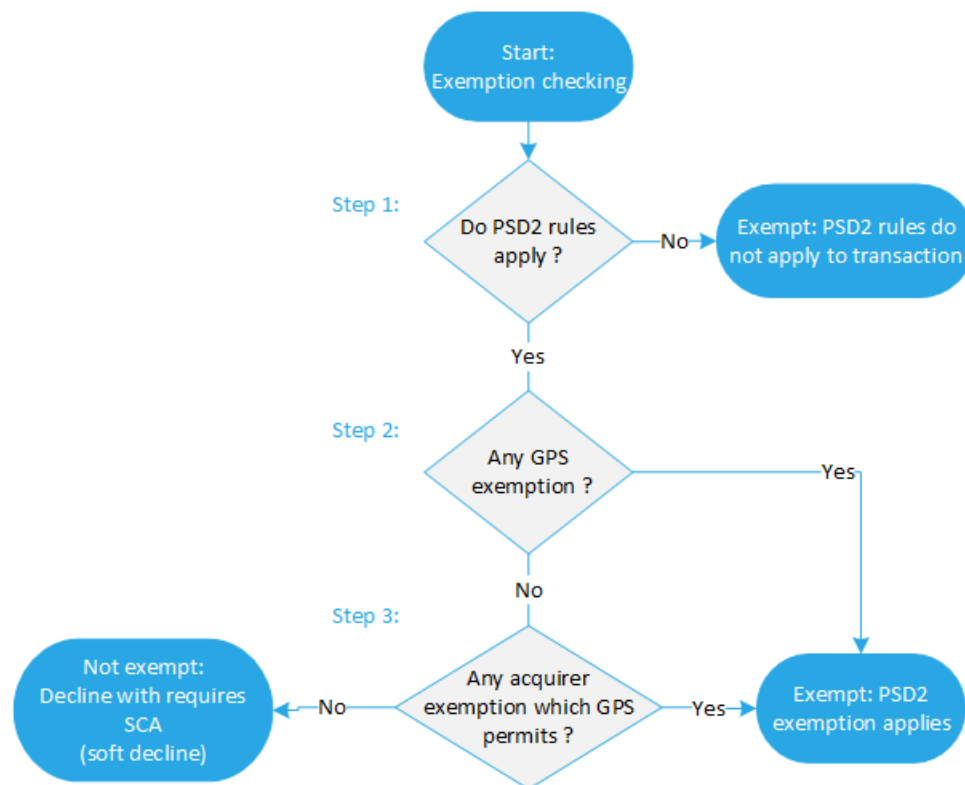 Start:
Exemption checking
Step 1:
Do PSD2 rules
apply ?
No
Exempt: PSD2 rules do
not apply to transaction
Yes
Step 2:
Any GPS
exemption ?
Yes
No
Step 3:
Not exempt:
Decline with requires
SCA
(soft decline)
No
Any acquirer
exemption which GPS
permits ?
Yes
Exempt: PSD2
exemption applies